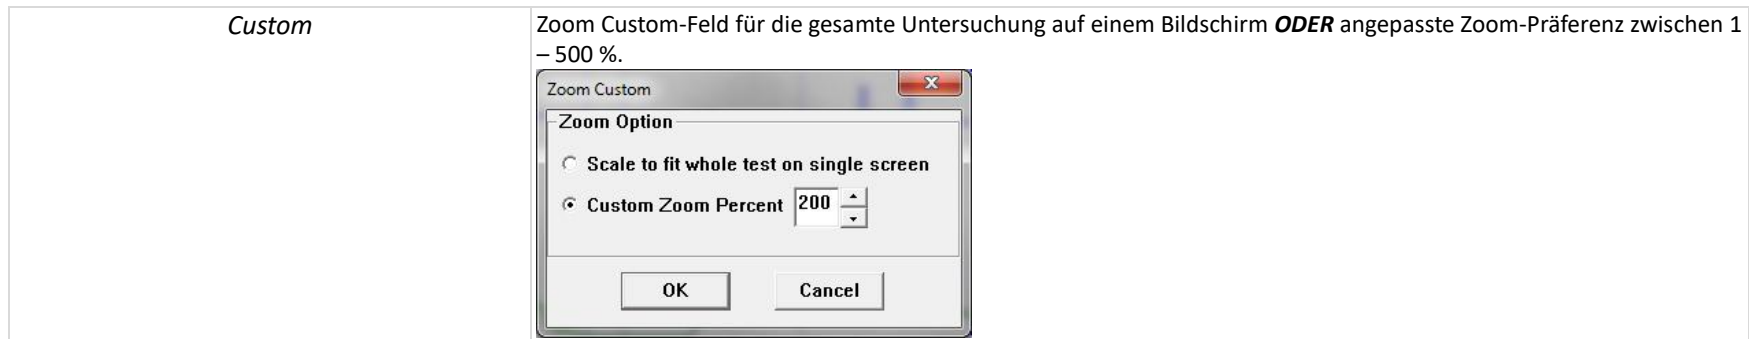 Custom
Zoom Custom-Feld für die gesamte Untersuchung auf einem Bildschirm ODER angepasste Zoom-Präferenz zwischen 1
– 500 %.
Zoom Custom
Zoom Option
Scale to fit whole test on single screen
Custom Zoom Percent 200
OK Cancel